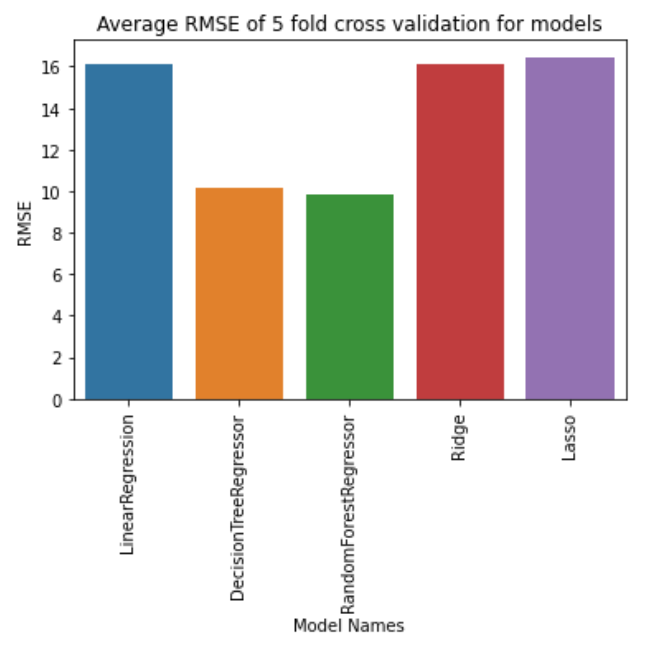 Average RMSE of 5 fold cross validation for models
RMSE
16
14
12
10
8
6
4
2
0
LinearRegression
DecisionTreeRegressor
RandomForestRegressor
Ridge
Lasso
Model Names